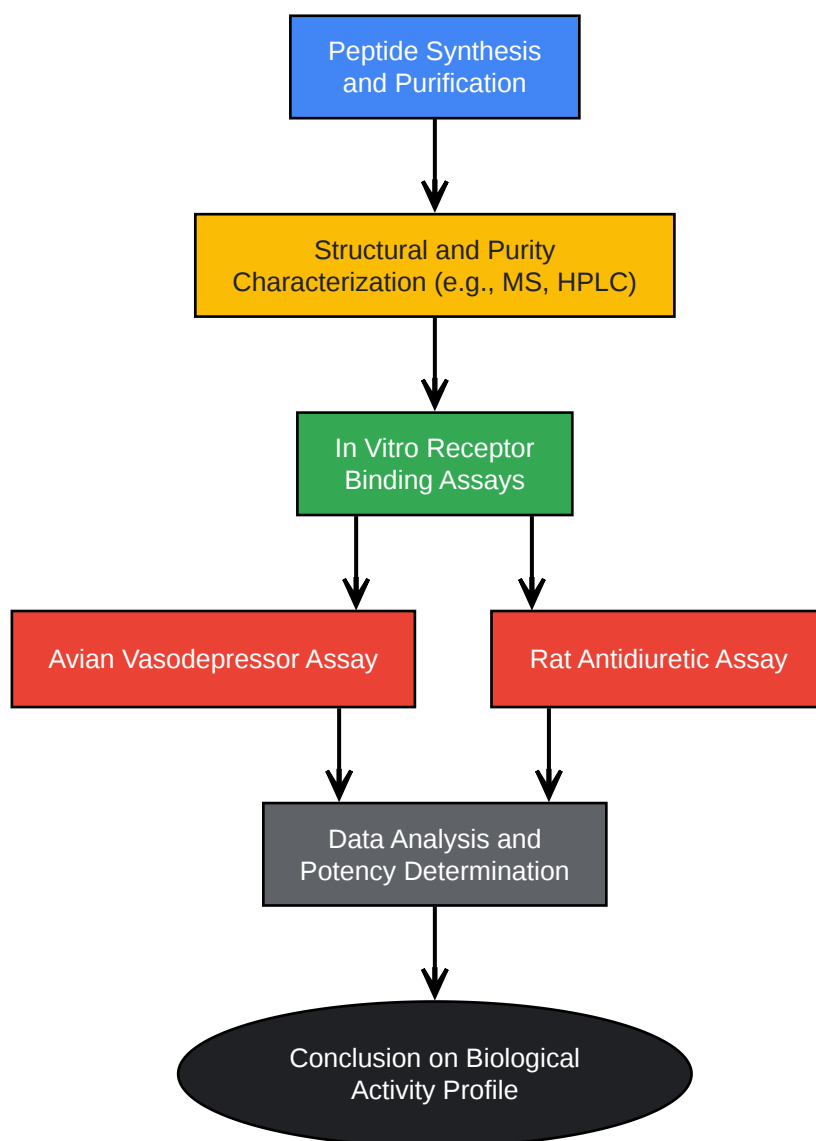 Peptide Synthesis
and Purification
Structural and Purity
Characterization (e.g., MS, HPLC)
In Vitro Receptor
Binding Assays
Avian Vasodepressor Assay
Rat Antidiuretic Assay
Data Analysis and
Potency Determination
Conclusion on Biological
Activity Profile